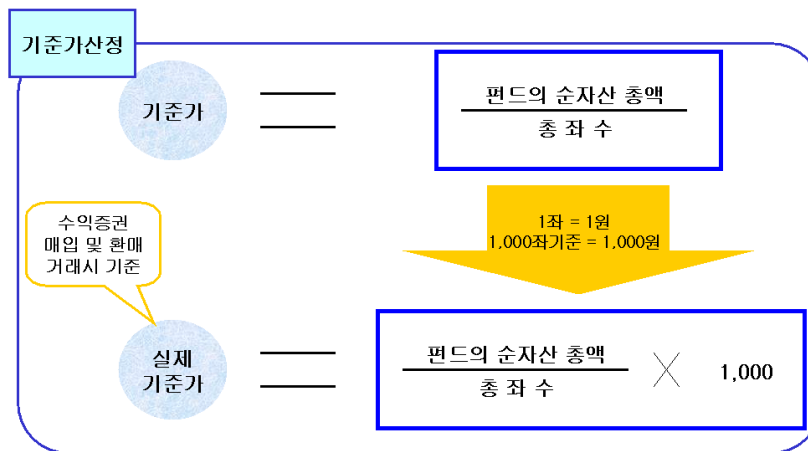 기준가산정
기준가
펀드의 순자산 총액
총 좌 수
1좌 = 1원
1,000좌기준 = 1,000원
수익증권
매입 및 환매
거래시 기준
실제
기준가
펀드의 순자산 총액
총 좌 수
1,000